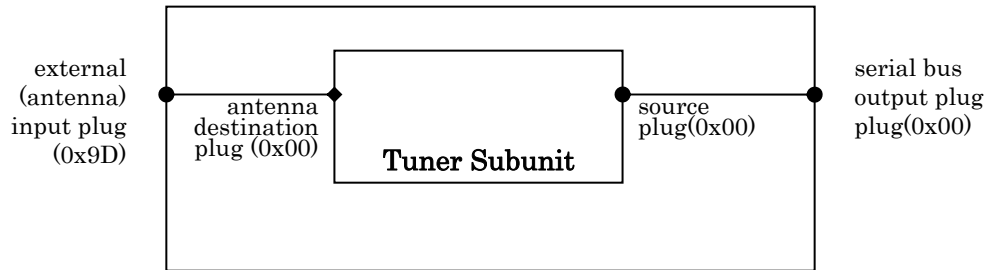 external
(antenna)
input plug
(0x9D)
antenna
destination
plug (0x00)
Tuner Subunit
source
plug(0x00)
serial bus
output plug
plug(0x00)